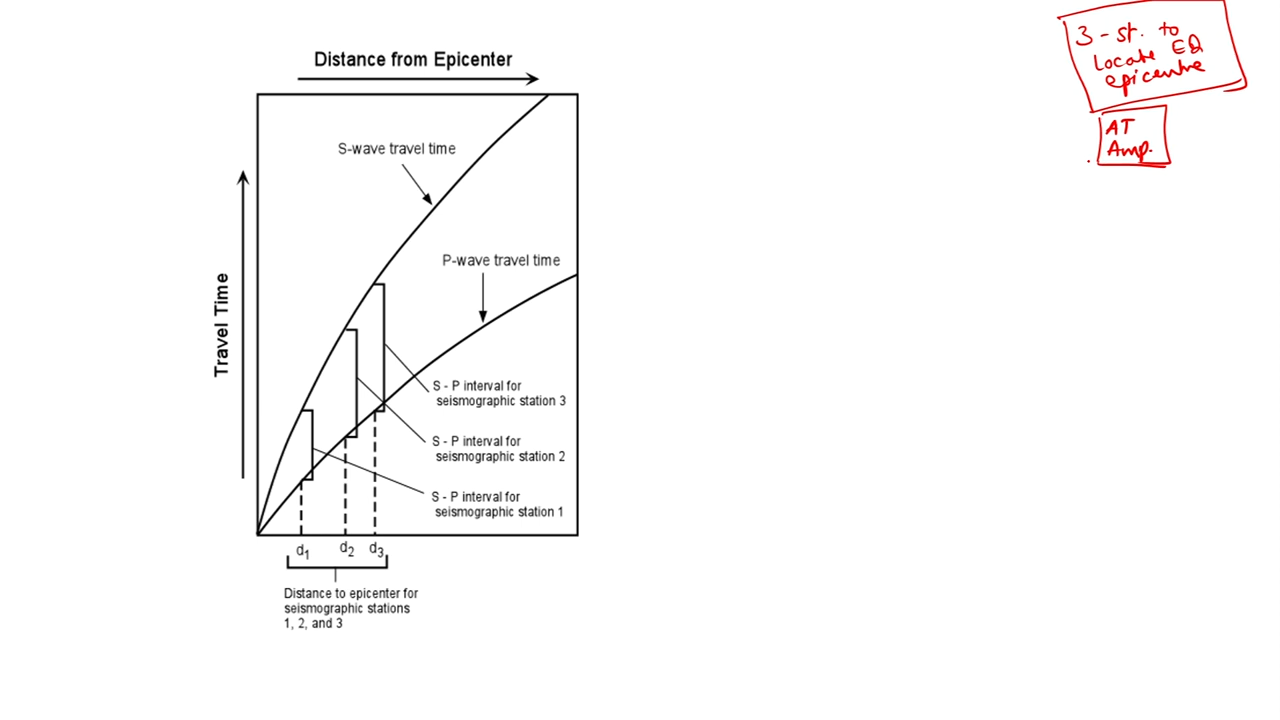 Distance from Epicenter
S-wave travel time
P-wave travel time
Travel Time
S - P interval for
seismographic station 3
S - P interval for
seismographic station 2
S - P interval for
seismographic station 1
d1
d2
d3
Distance to epicenter for
seismographic stations
1, 2, and 3
3 - st. to
Locate EQ
epicentre
AT
Amp.